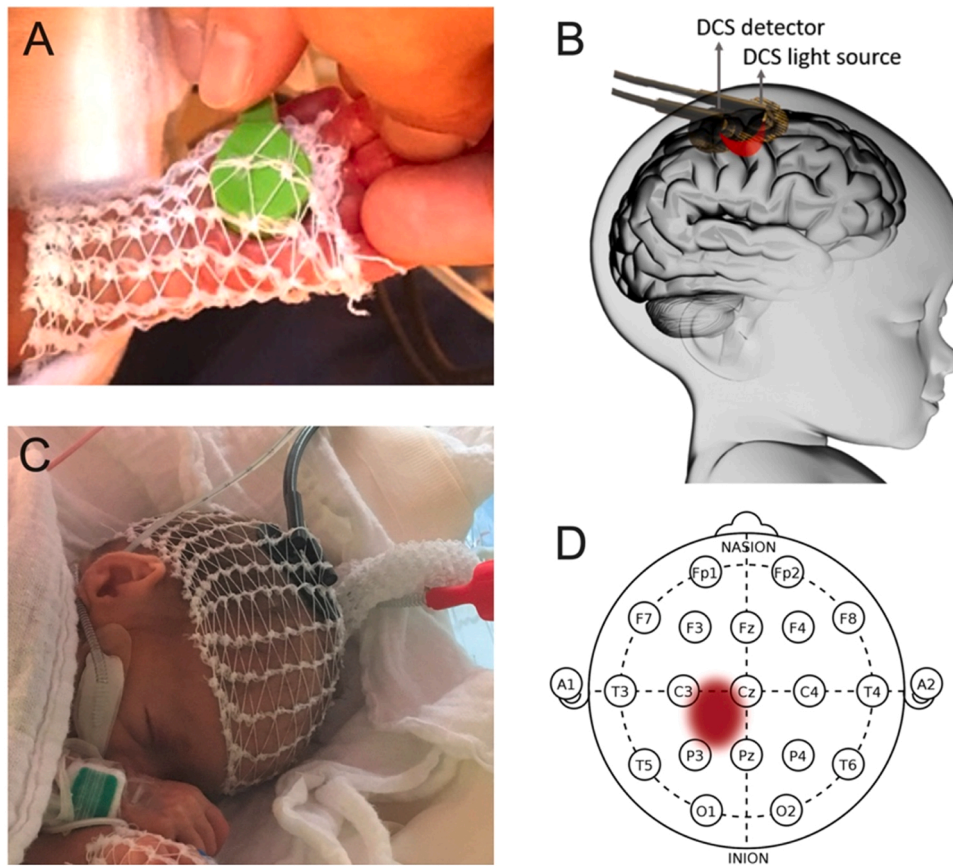 A
B
DCS detector
DCS light source
C
D
NASION
Fp1 Fp2
F7 F3 Fz F4 F8
A1 T3 C3 Cz C4 T4 A2
T5 P3 Pz P4 T6
O1 O2
INION